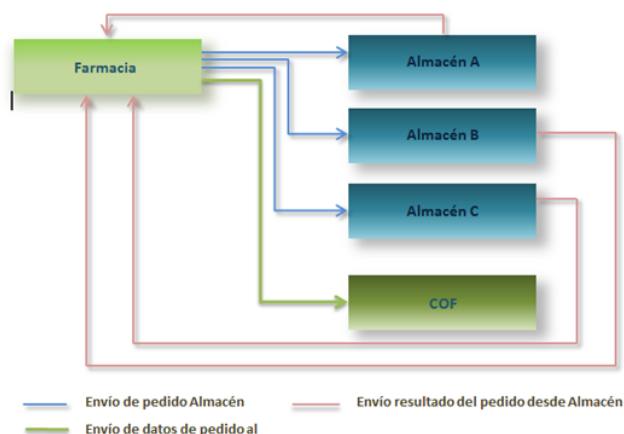 Farmacia
Almacén A
Almacén B
Almacén C
COF
Envío de pedido Almacén
Envío resultado del pedido desde Almacén
Envío de datos de pedido al